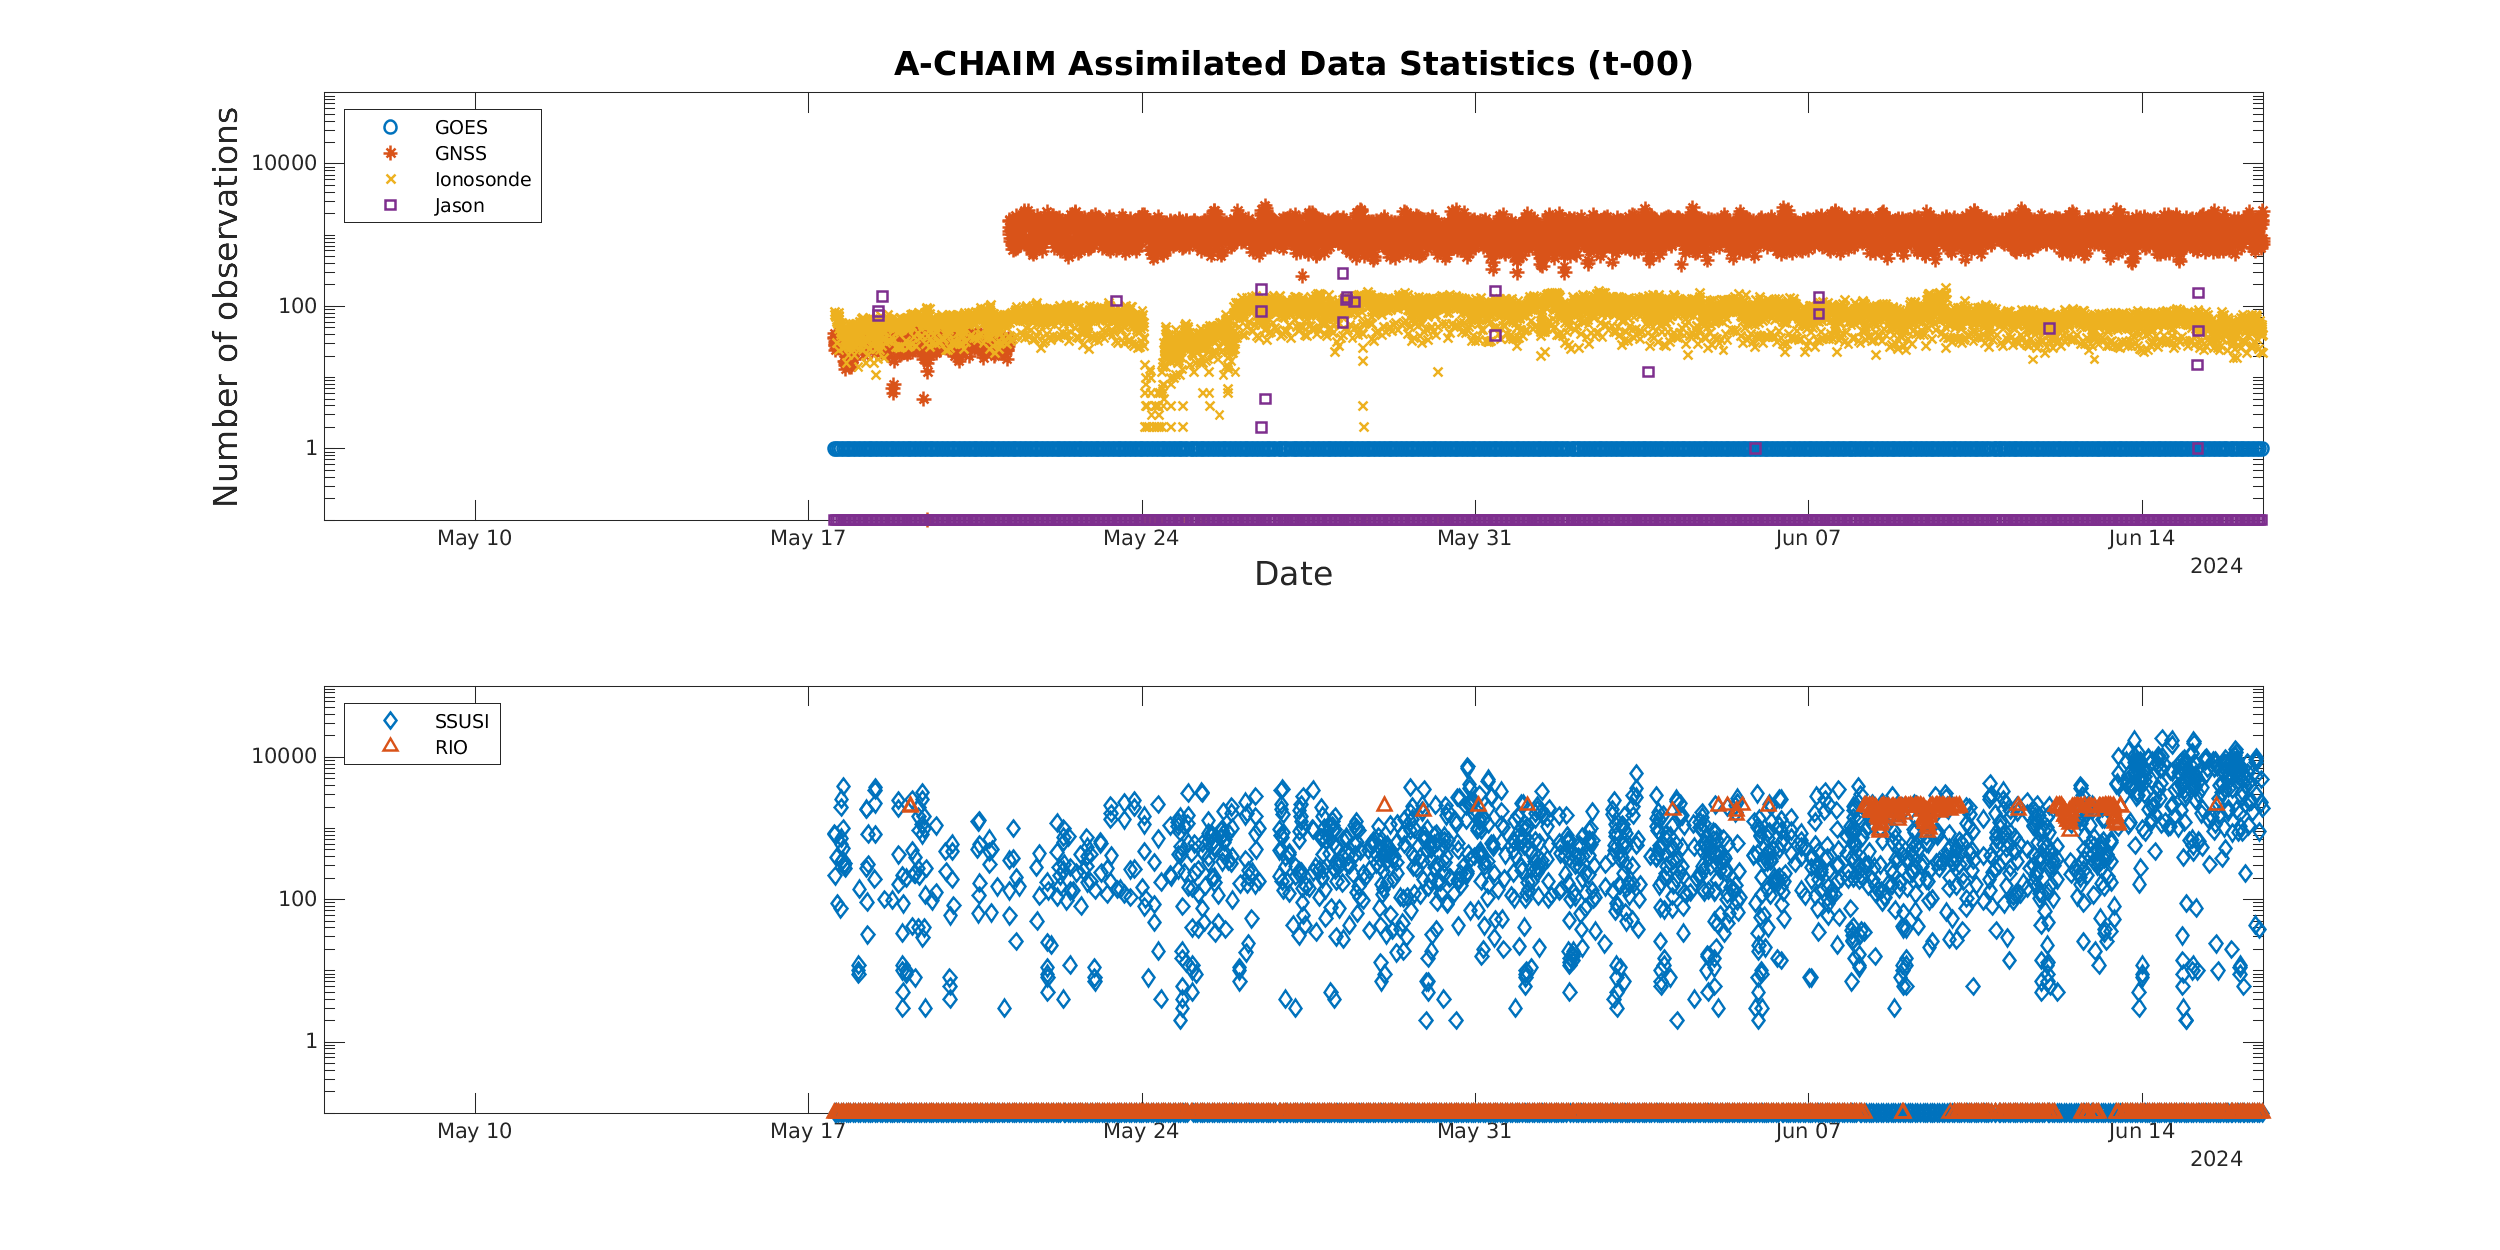 A-CHAIM Assimilated Data Statistics (t-00)
Number of observations
10000
100
1
GOES
GNSS
Ionosonde
Jason
May 10
May 17
May 24
May 31
Jun 07
Jun 14
2024
Date
10000
100
1
SSUSI
RIO
May 10
May 17
May 24
May 31
Jun 07
Jun 14
2024